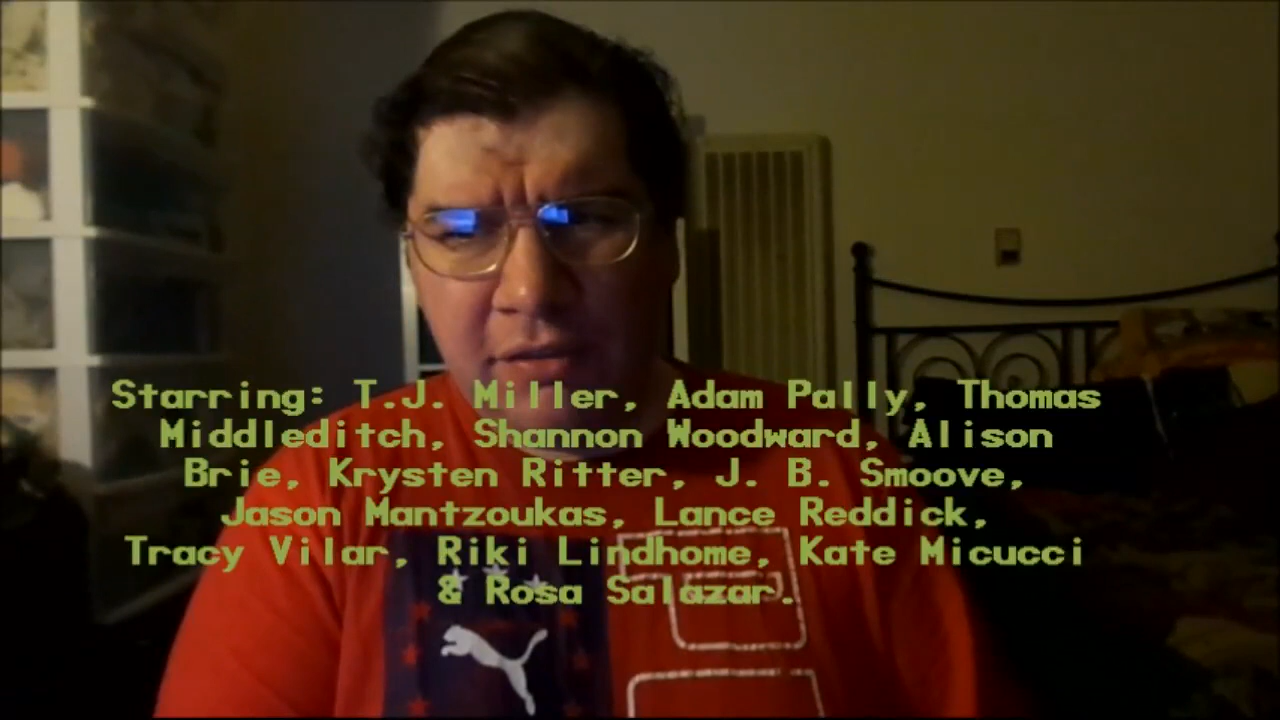 Starring: T.J. Miller, Adam Pally, Thomas
Middleditch, Shannon Woodward, Alison
Brie, Krysten Ritter, J. B. Smoove,
Jason Mantzoukas, Lance Reddick,
Tracy Vilar, Riki Lindhome, Kate Micucci
& Rosa Salazar.